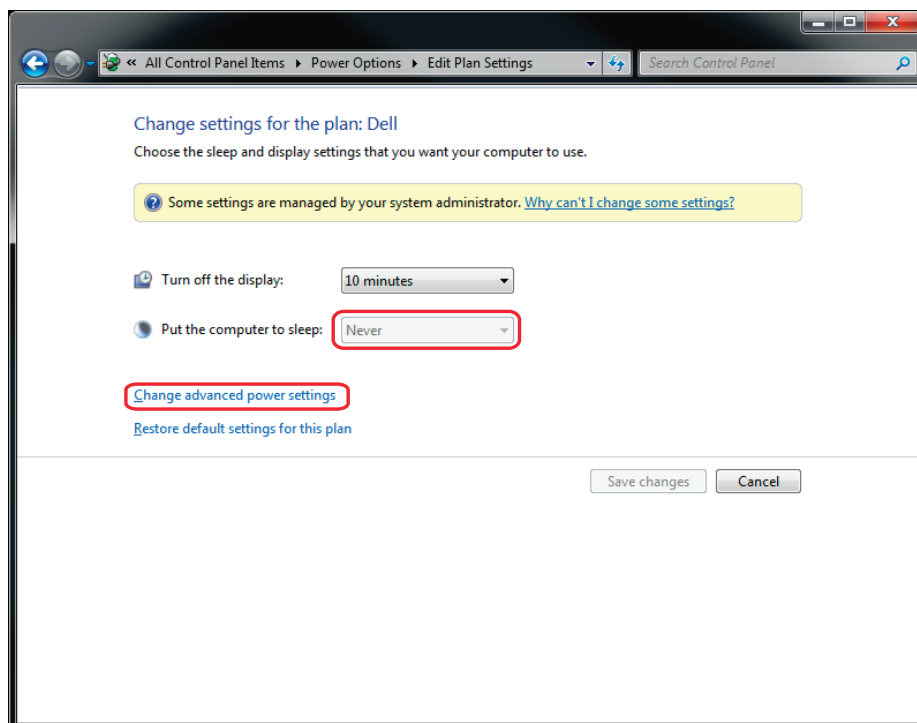 « All Control Panel Items ▸ Power Options ▸ Edit Plan Settings
Search Control Panel
Change settings for the plan: Dell
Choose the sleep and display settings that you want your computer to use.
Some settings are managed by your system administrator. Why can't I change some settings?
Turn off the display: 10 minutes
Put the computer to sleep: Never
Change advanced power settings
Restore default settings for this plan
Save changes Cancel